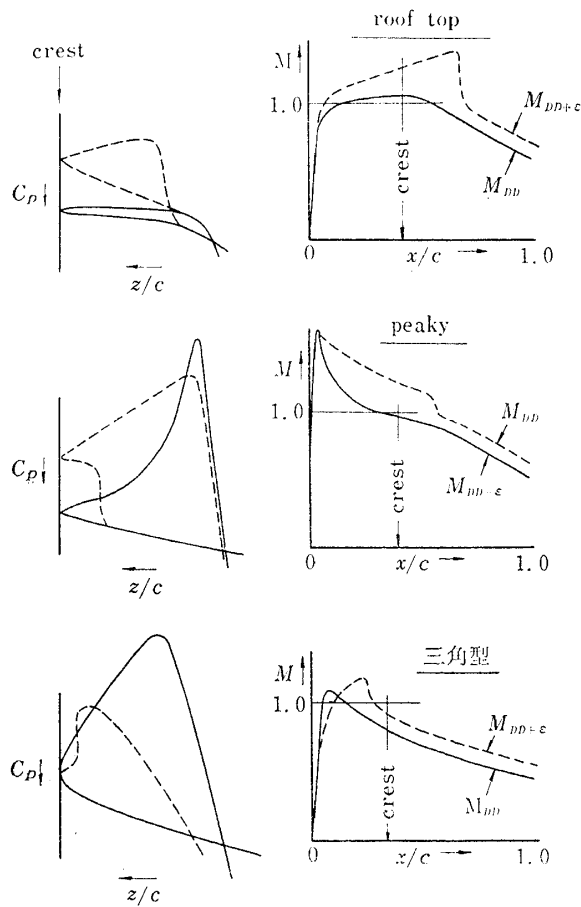 roof top
crest
M
1.0
M_{DD+ε}
M_{DD}
crest
C_p
z/c
0
x/c
1.0
peaky
M
1.0
M_{DD}
M_{DD+ε}
crest
C_p
z/c
0
x/c
1.0
三角型
M
1.0
M_{DD+ε}
M_{DD}
crest
C_p
z/c
0
x/c
1.0